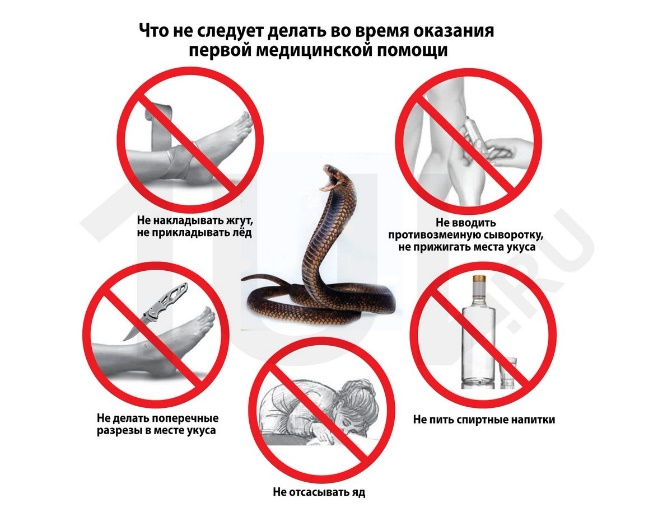 Что не следует делать во время оказания
первой медицинской помощи
Не накладывать жгут,
не прикладывать лёд
Не вводить
противозмеиную сыворотку,
не прижигать места укуса
Не делать поперечные
разрезы в месте укуса
Не пить спиртные напитки
Не отсасывать яд